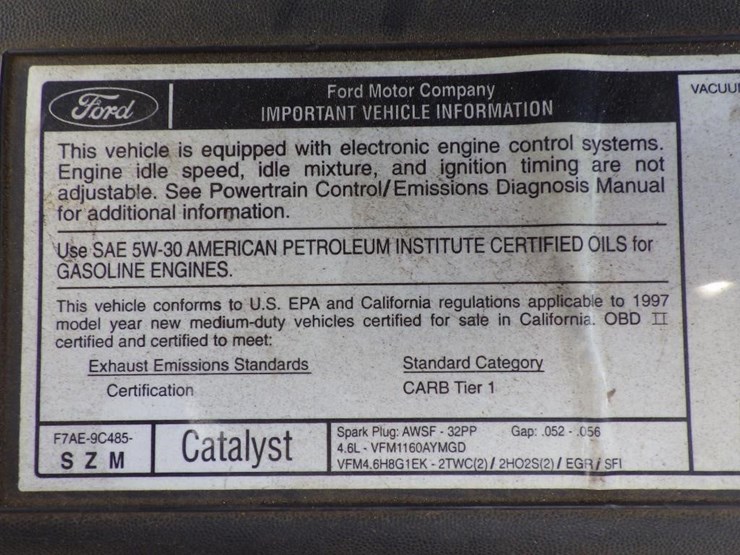 Ford
Ford Motor Company
IMPORTANT VEHICLE INFORMATION
This vehicle is equipped with electronic engine control systems.
Engine idle speed, idle mixture, and ignition timing are not
adjustable. See Powertrain Control/Emissions Diagnosis Manual
for additional information.
Use SAE 5W-30 AMERICAN PETROLEUM INSTITUTE CERTIFIED OILS for
GASOLINE ENGINES.
This vehicle conforms to U.S. EPA and California regulations applicable to 1997
model year new medium-duty vehicles certified for sale in California. OBD II
certified and certified to meet:
Exhaust Emissions Standards Standard Category
Certification CARB Tier 1
F7AE-9C485-
S Z M
Catalyst
Spark Plug: AWSF - 32PP Gap: .052 - .056
4.6L - VFM1160AYMGD
VFM4.6H8G1EK - 2TWC(2) / 2HO2S(2) / EGR / SFI